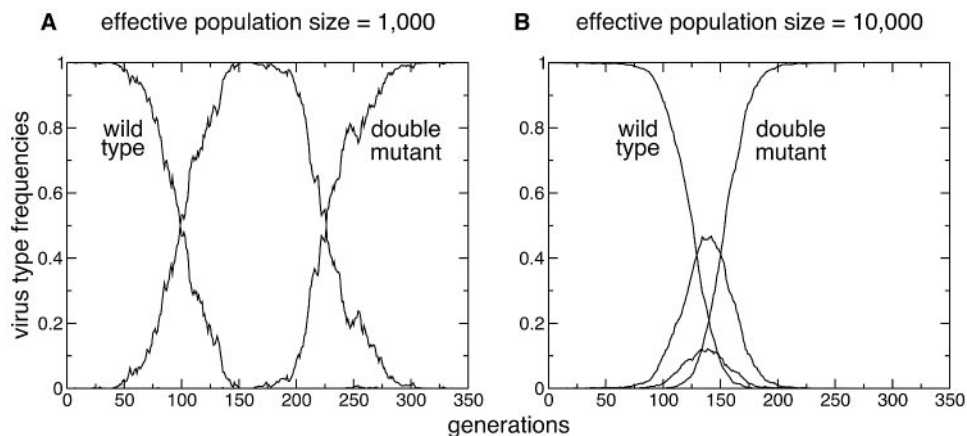 A effective population size = 1,000
B effective population size = 10,000
virus type frequencies
1
0.8
0.6
0.4
0.2
0
wild
type
double
mutant
0 50 100 150 200 250 300 350
1
0.8
0.6
0.4
0.2
0
wild
type
double
mutant
0 50 100 150 200 250 300 350
generations